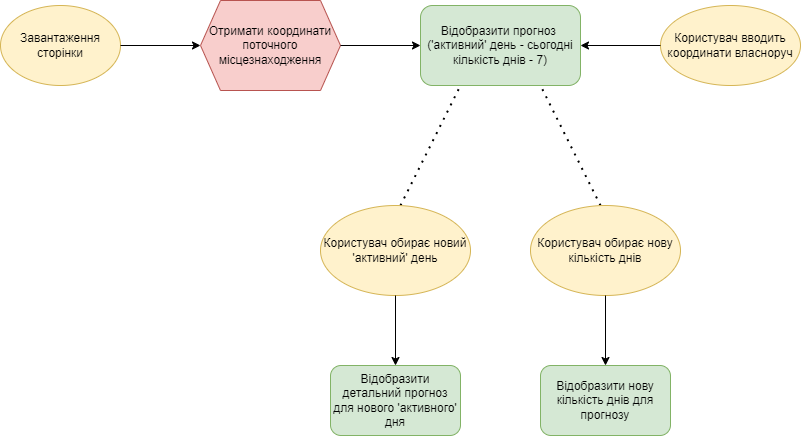 Завантаження
сторінки
Отримати координати
поточного
місцезнаходження
Відобразити прогноз
('активний' день - сьогодні
кількість днів - 7)
Користувач вводить
координати власноруч
Користувач обирає новий
'активний' день
Користувач обирає нову
кількість днів
Відобразити
детальний прогноз
для нового 'активного'
дня
Відобразити нову
кількість днів для
прогнозу